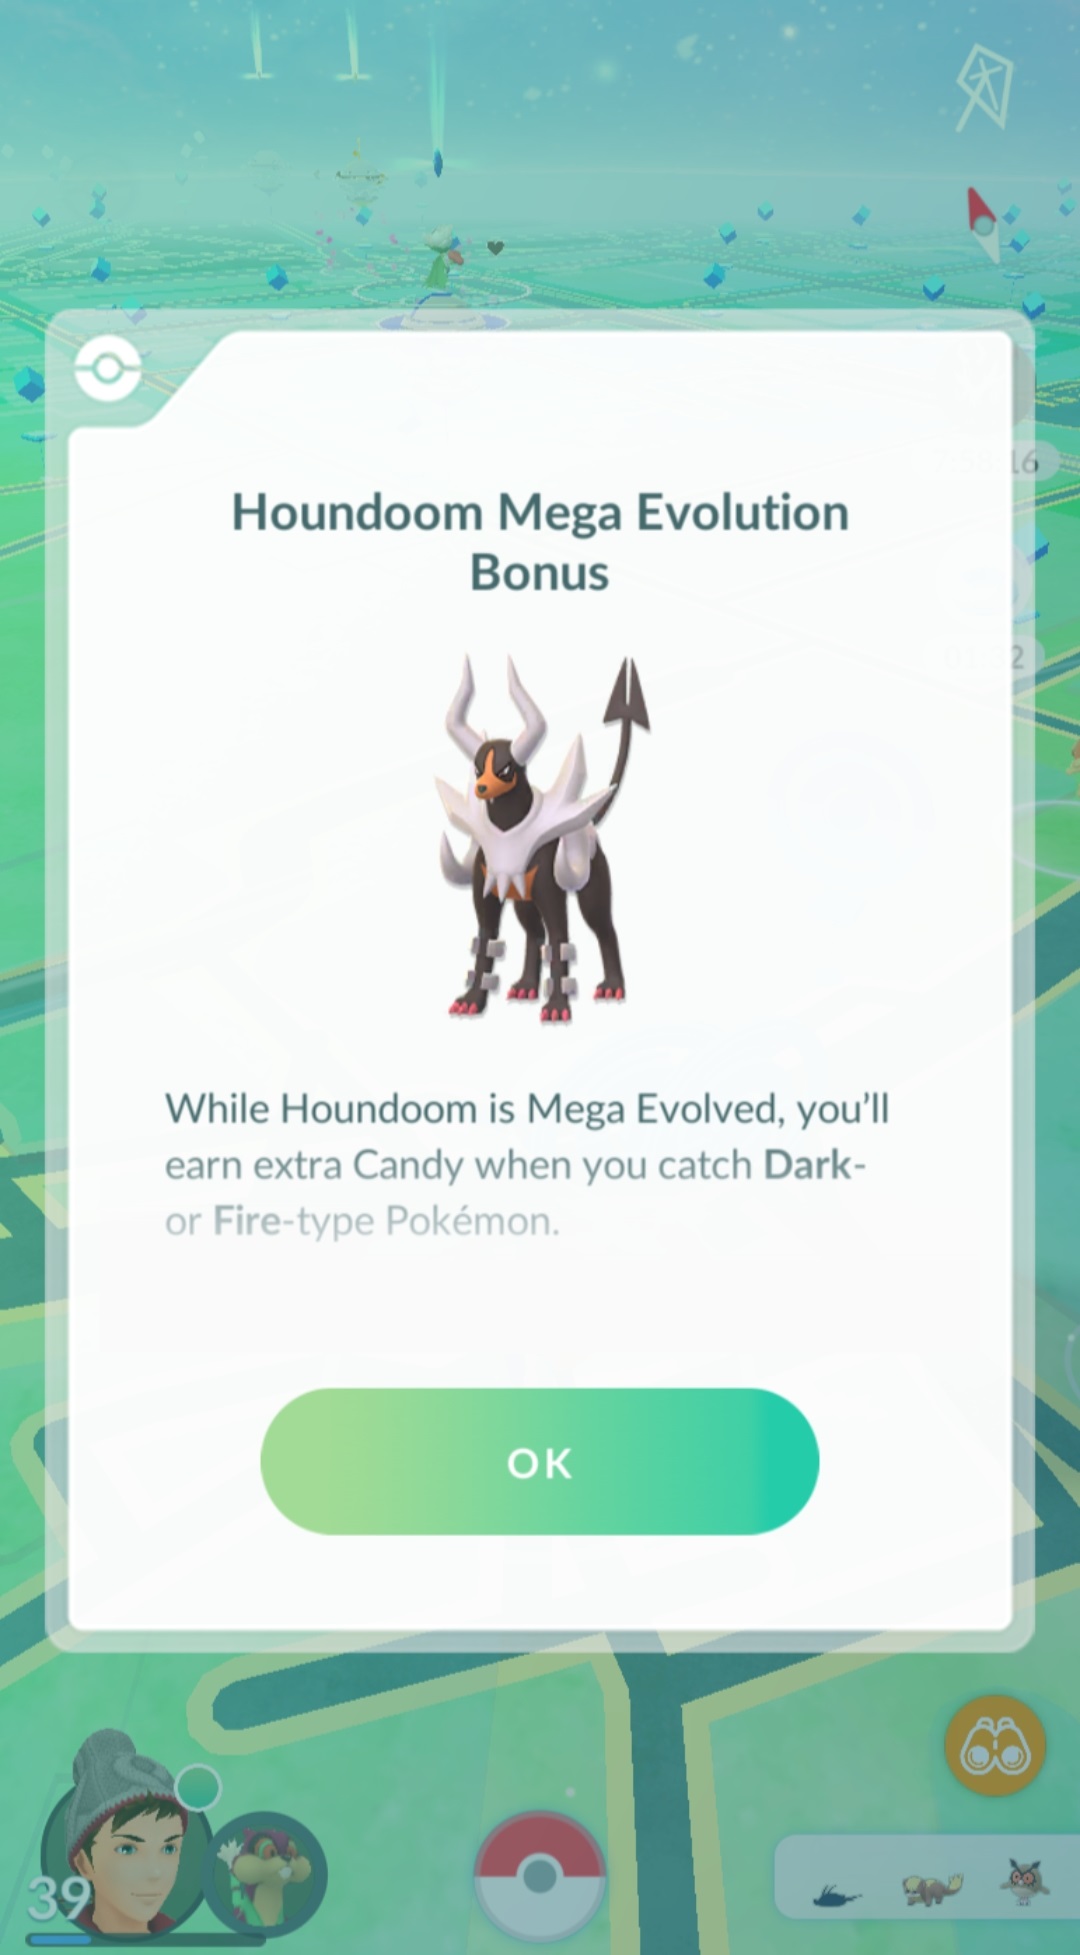 Houndoom Mega Evolution
Bonus
While Houndoom is Mega Evolved, you’ll
earn extra Candy when you catch Dark-
or Fire-type Pokémon.
OK
39